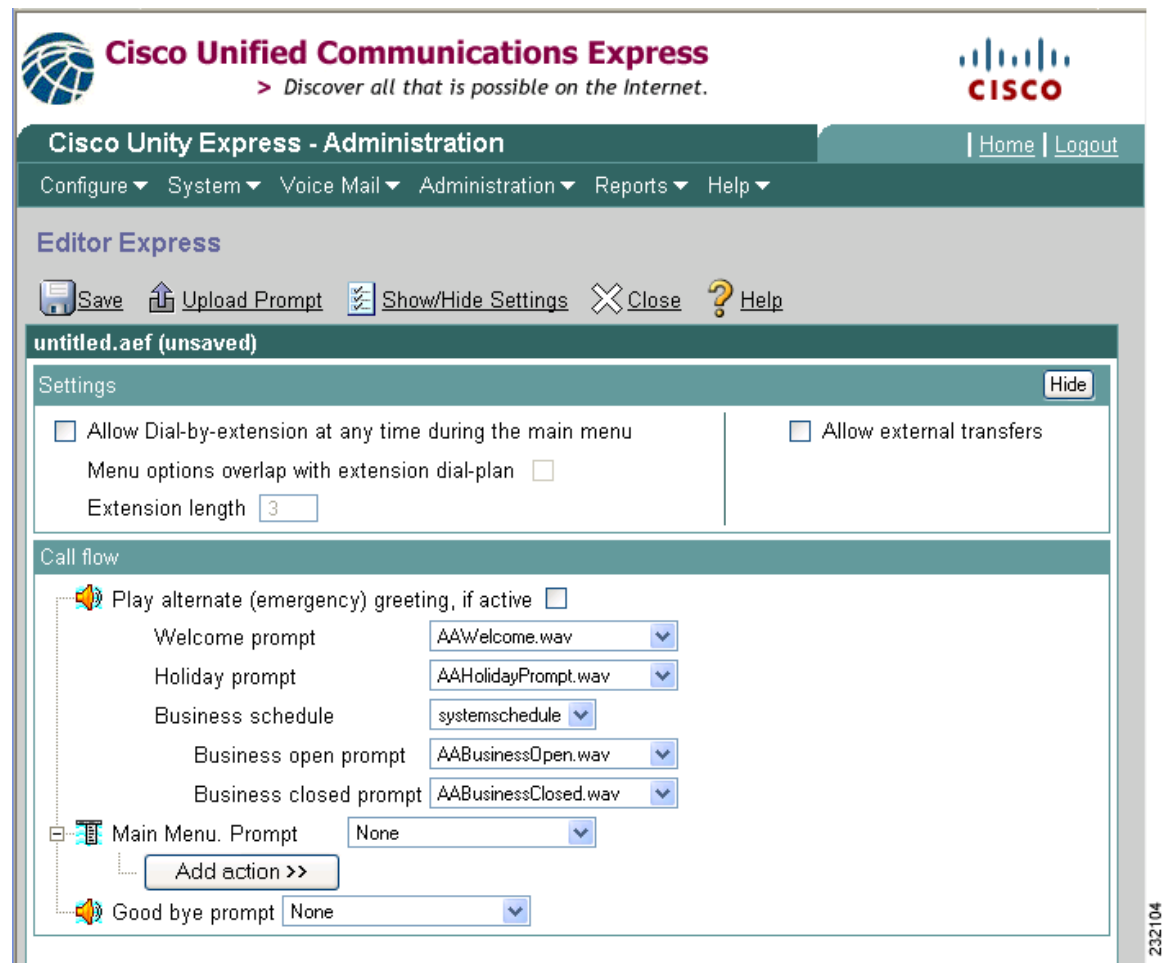 Cisco Unified Communications Express
> Discover all that is possible on the Internet.
CISCO
Cisco Unity Express - Administration
Home | Logout
Configure System Voice Mail Administration Reports Help
Editor Express
Save Upload Prompt Show/Hide Settings Close Help
untitled.aef (unsaved)
Settings Hide
Allow Dial-by-extension at any time during the main menu
Allow external transfers
Menu options overlap with extension dial-plan
Extension length 3
Call flow
Play alternate (emergency) greeting, if active
Welcome prompt AAWelcome.wav
Holiday prompt AAHolidayPrompt.wav
Business schedule systemschedule
Business open prompt AABusinessOpen.wav
Business closed prompt AABusinessClosed.wav
Main Menu. Prompt None
Add action >>
Good bye prompt None
232104